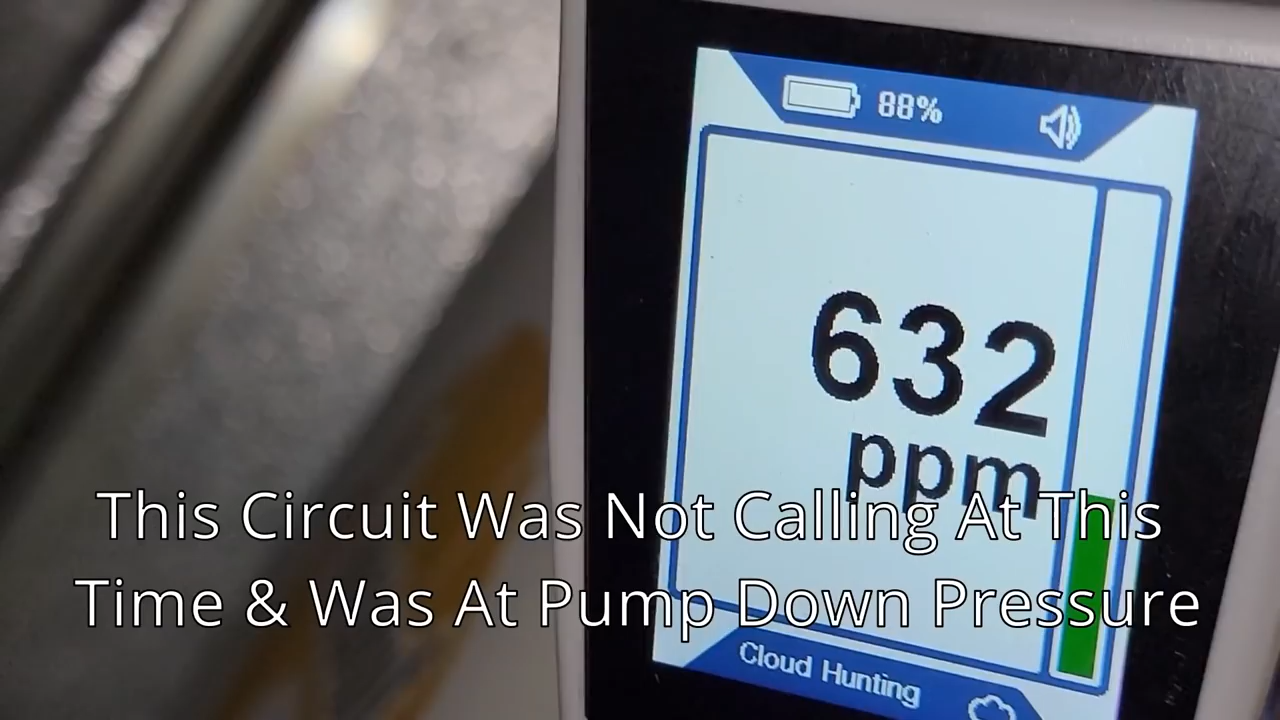 88%
632
ppm
This Circuit Was Not Calling At This
Time & Was At Pump Down Pressure
Cloud Hunting